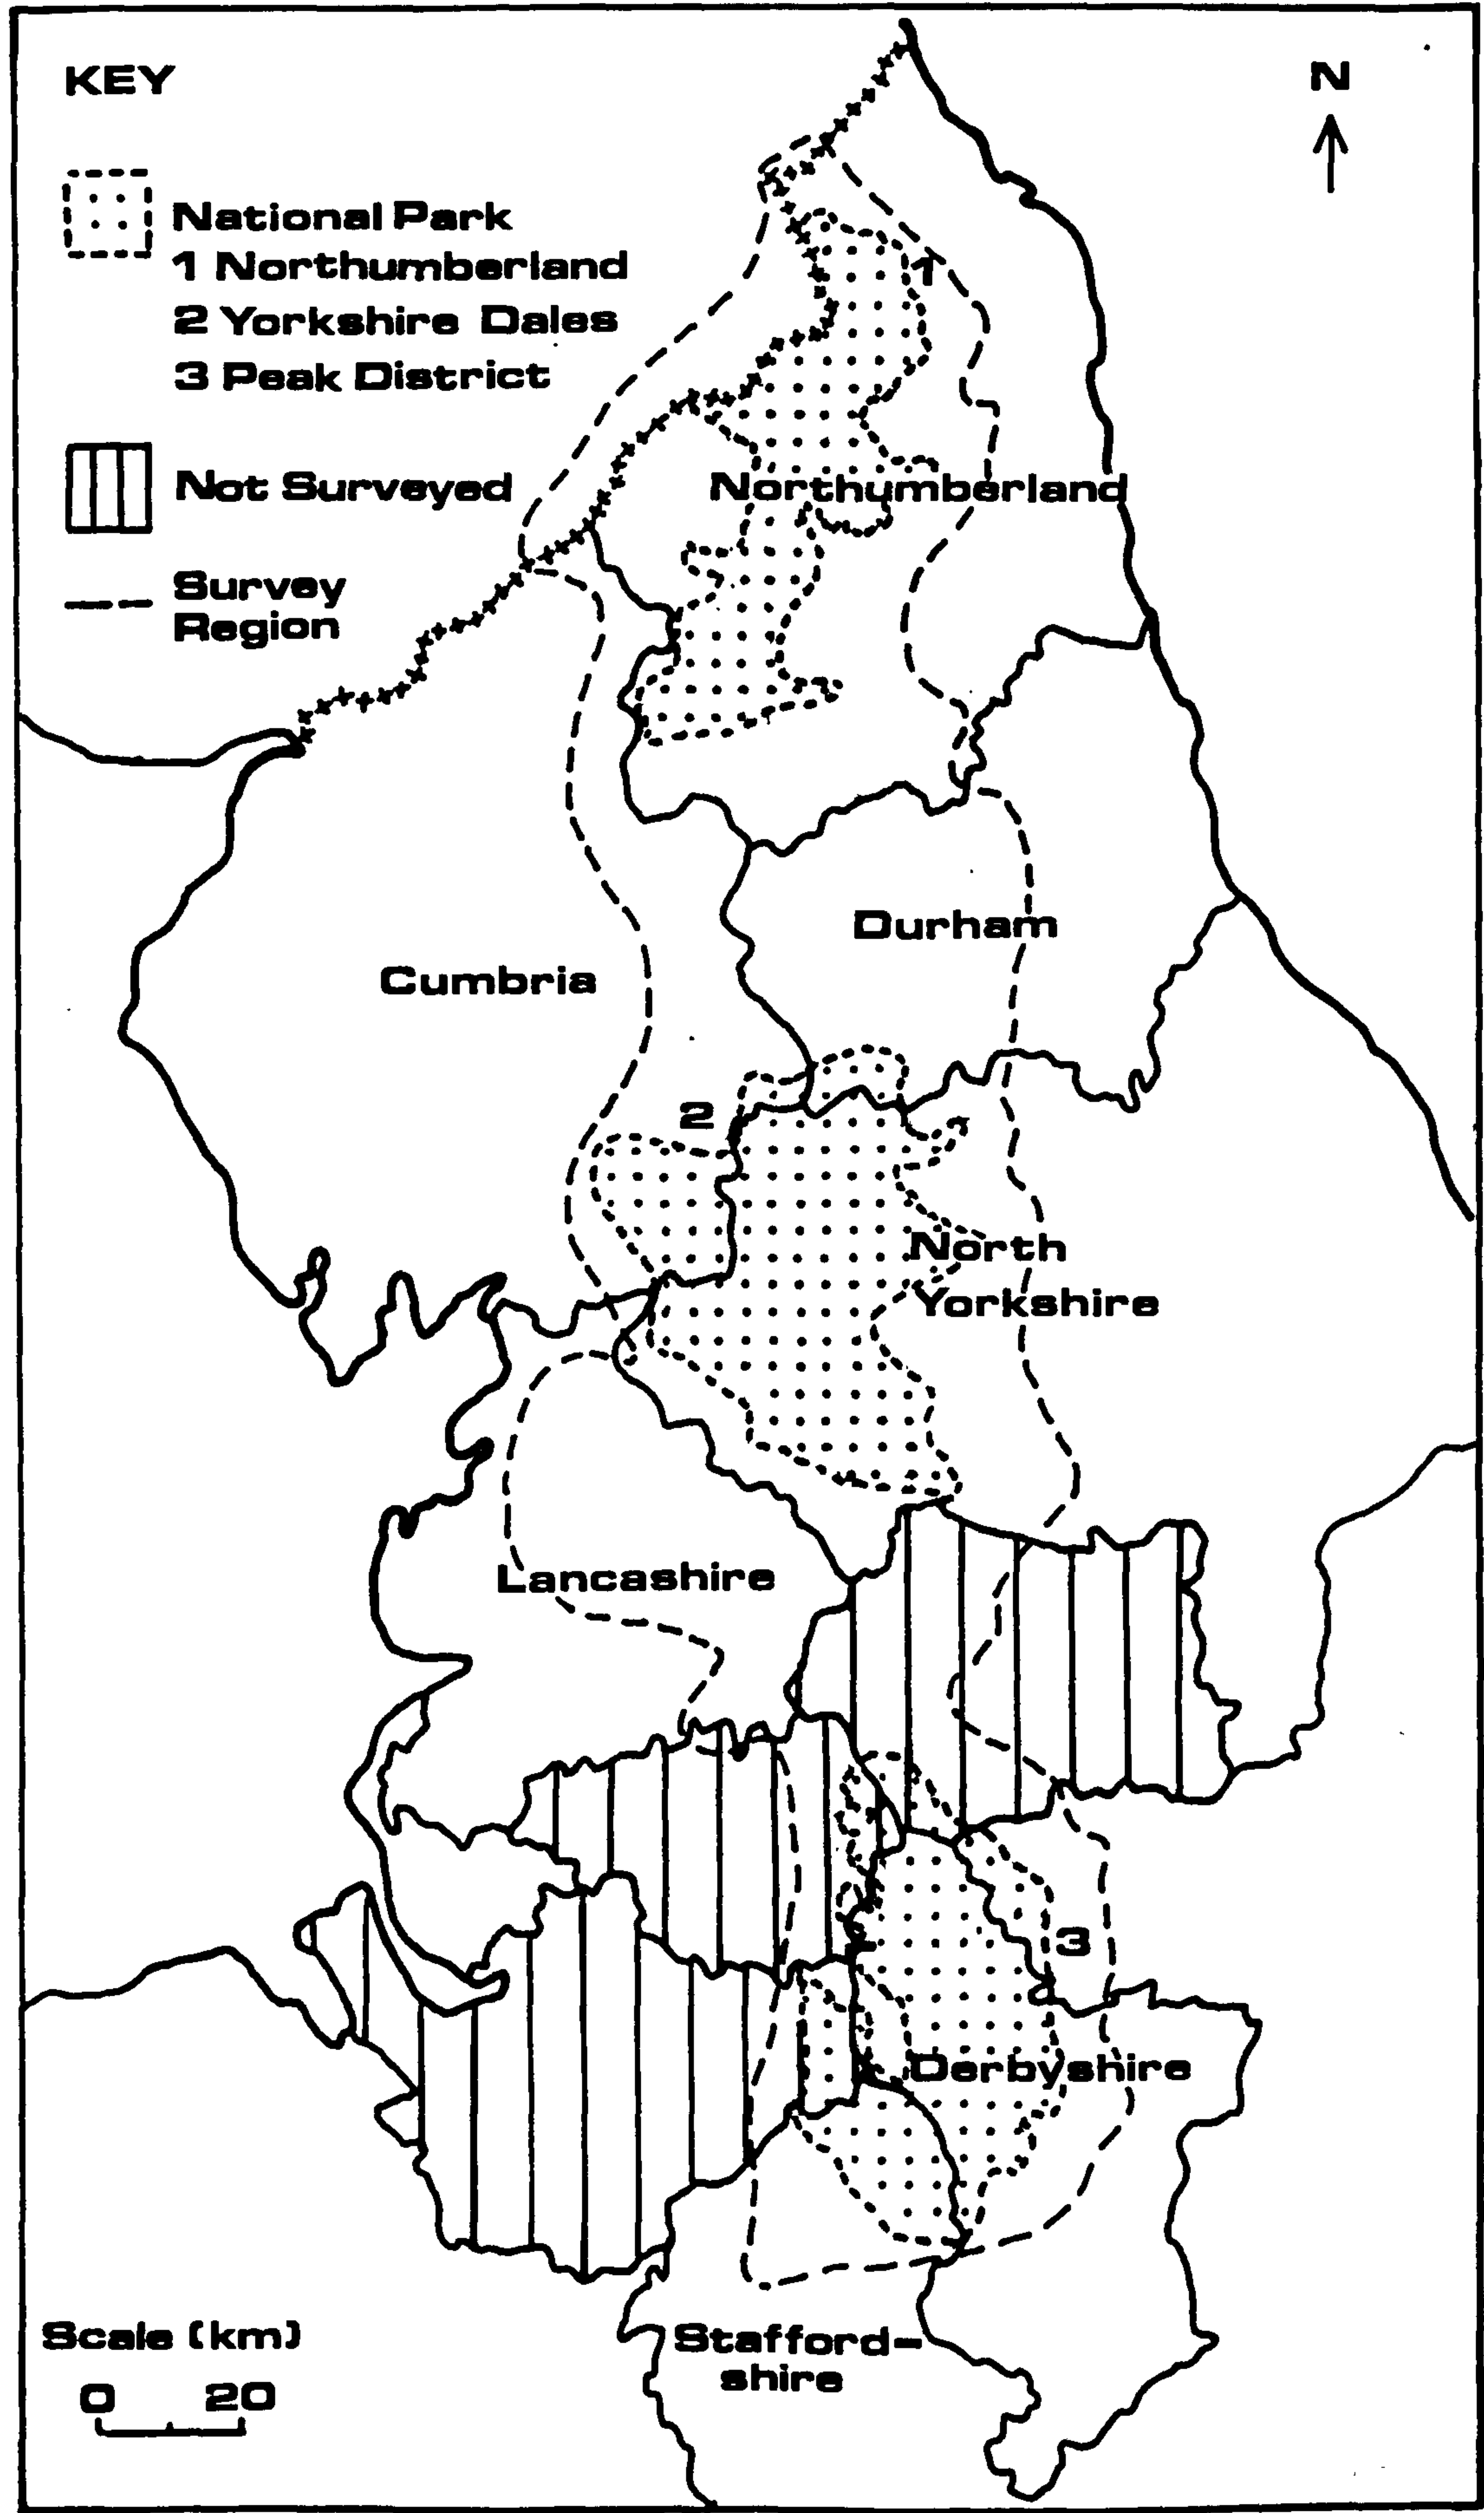 KEY
N
National Park
1 Northumberland
2 Yorkshire Dales
3 Peak District
Not Surveyed
Survey
Region
1
Northumberland
Durham
Cumbria
2
North
Yorkshire
Lancashire
3
Derbyshire
Scale (km)
0 20
Stafford-
shire